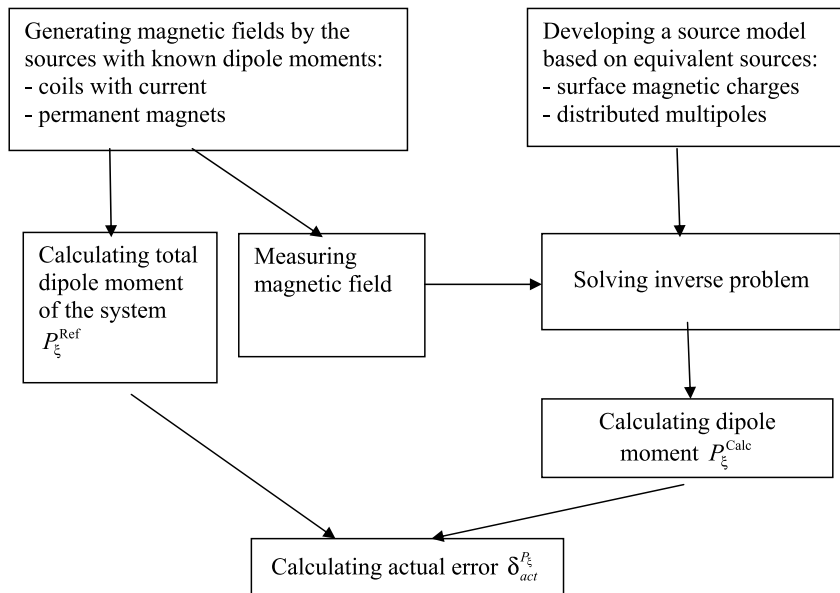 Generating magnetic fields by the
sources with known dipole moments:
- coils with current
- permanent magnets
Developing a source model
based on equivalent sources:
- surface magnetic charges
- distributed multipoles
Calculating total
dipole moment
of the system
P_ξ^Ref
Measuring
magnetic field
Solving inverse problem
Calculating dipole
moment P_ξ^Calc
Calculating actual error δ_act^{P_ξ}